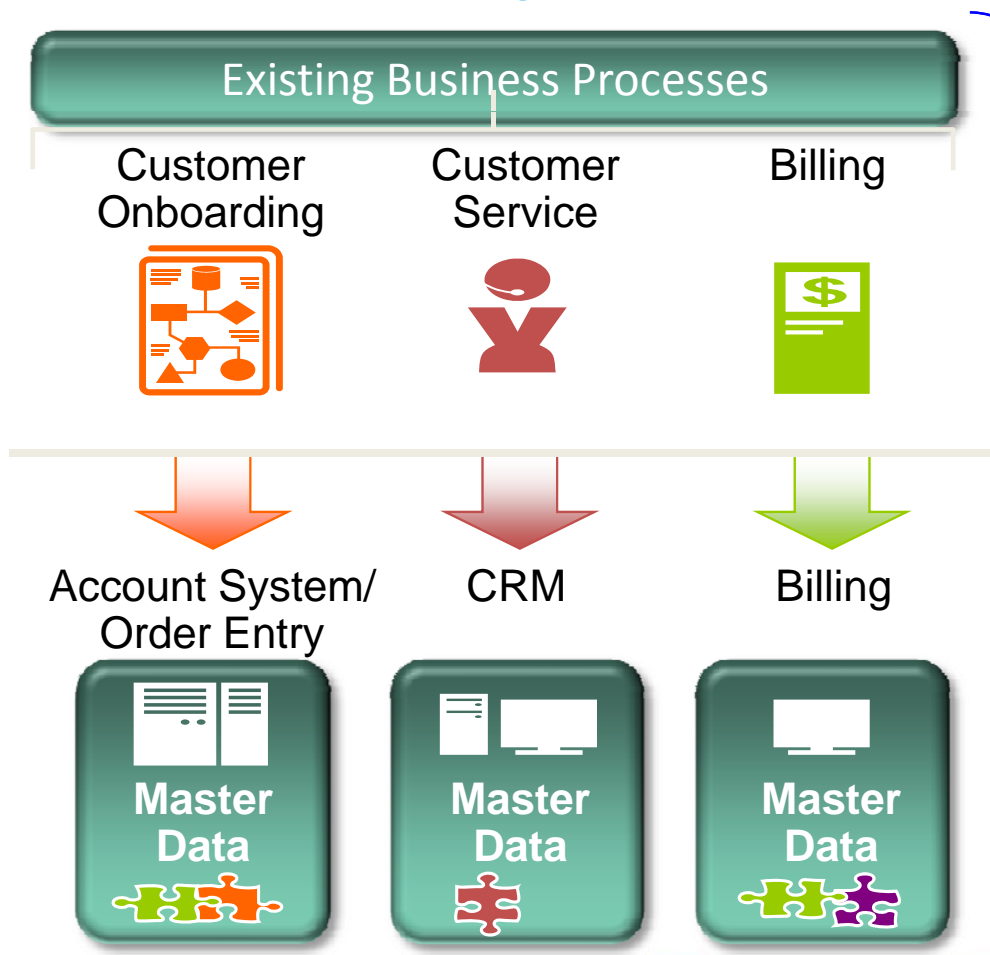 Existing Business Processes
Customer
Onboarding
Customer
Service
Billing
$
Account System/
Order Entry
CRM
Billing
Master
Data
Master
Data
Master
Data